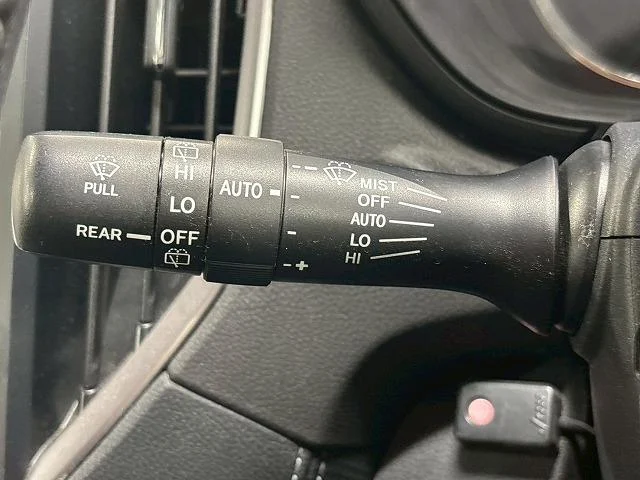 PULL
REAR
HI
LO
OFF
AUTO
- -
-
-
- +
MIST
OFF
AUTO
LO
HI